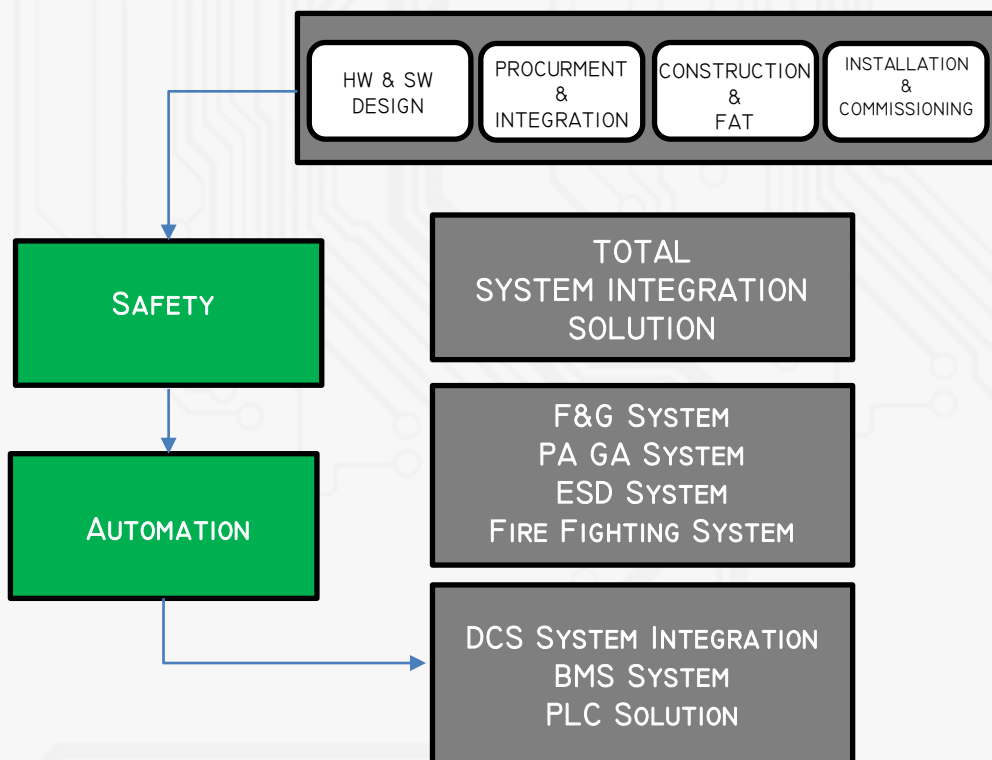 HW & SW
DESIGN
PROCURMENT
&
INTEGRATION
CONSTRUCTION
&
FAT
INSTALLATION
&
COMMISSIONING
SAFETY
TOTAL
SYSTEM INTEGRATION
SOLUTION
AUTOMATION
F&G SYSTEM
PA GA SYSTEM
ESD SYSTEM
FIRE FIGHTING SYSTEM
DCS SYSTEM INTEGRATION
BMS SYSTEM
PLC SOLUTION